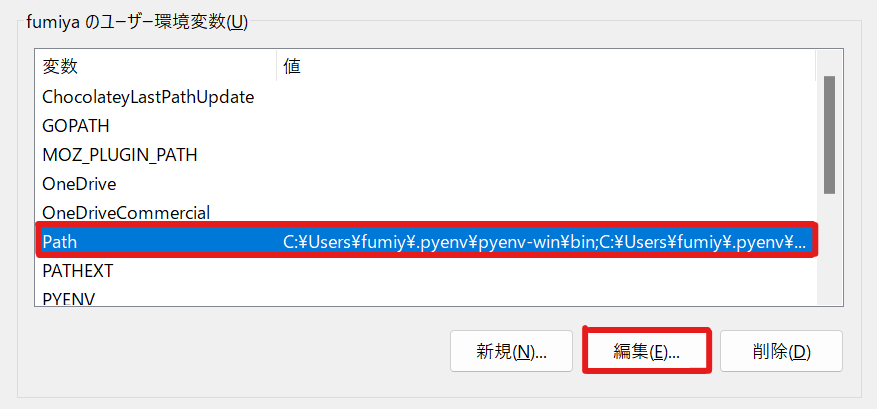 fumiya のユーザー環境変数(U)
変数 値
ChocolateyLastPathUpdate
GOPATH
MOZ_PLUGIN_PATH
OneDrive
OneDriveCommercial
Path C:¥Users¥fumiy¥.pyenv¥pyenv-win¥bin;C:¥Users¥fumiy¥.pyenv¥...
PATHEXT
PYENV
新規(N)... 編集(E)... 削除(D)